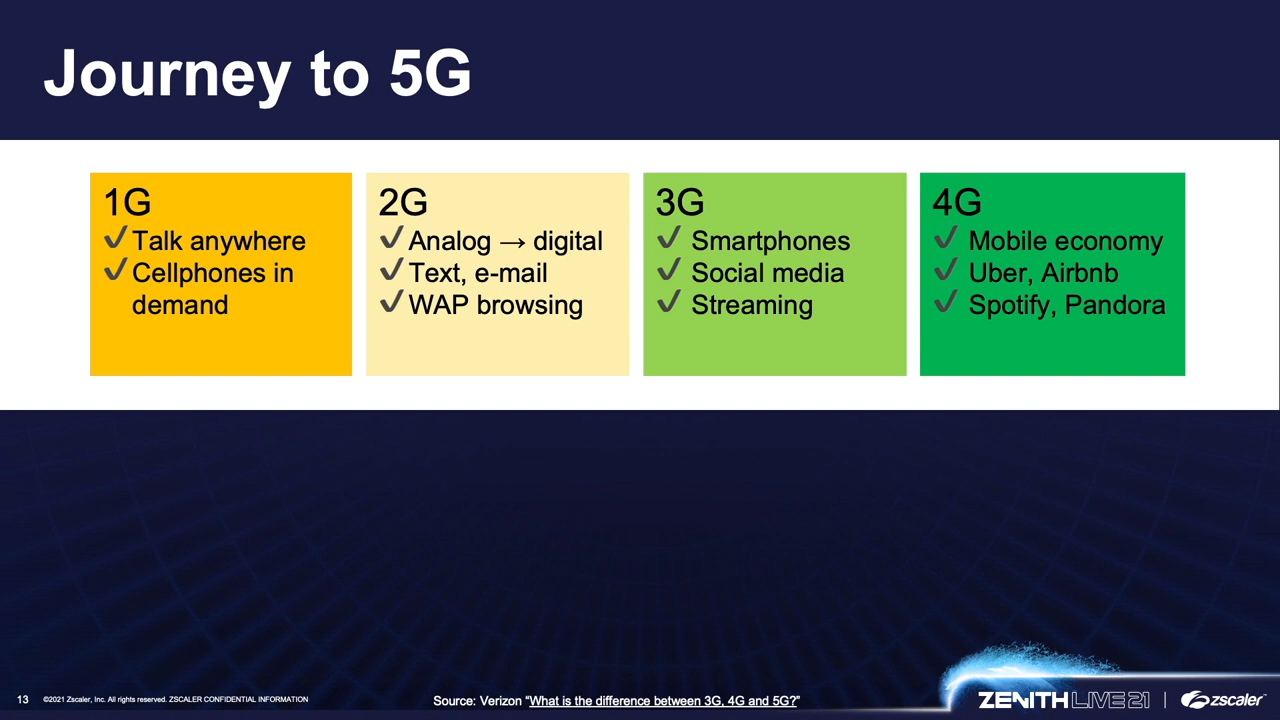 Journey to 5G
1G
✓ Talk anywhere
✓ Cellphones in
demand
2G
✓ Analog → digital
✓ Text, e-mail
✓ WAP browsing
3G
✓ Smartphones
✓ Social media
✓ Streaming
4G
✓ Mobile economy
✓ Uber, Airbnb
✓ Spotify, Pandora
13 ©2021 Zscaler, Inc. All rights reserved. ZSCALER CONFIDENTIAL INFORMATION
Source: Verizon “What is the difference between 3G, 4G and 5G?”
ZENITH LIVE 21 | zscaler™